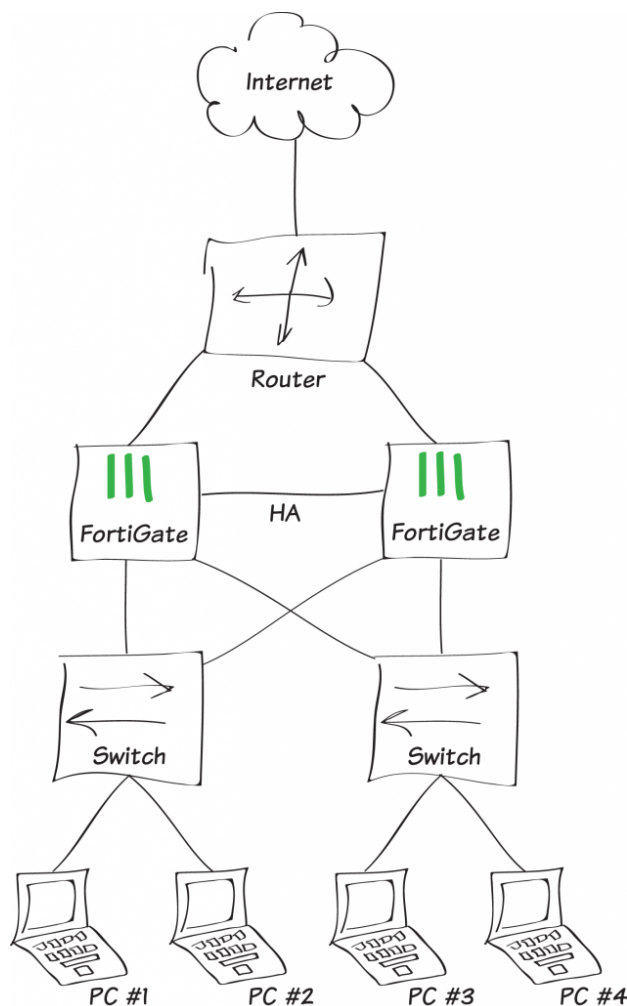 Internet
Router
FortiGate
HA
FortiGate
Switch
Switch
PC #1
PC #2
PC #3
PC #4